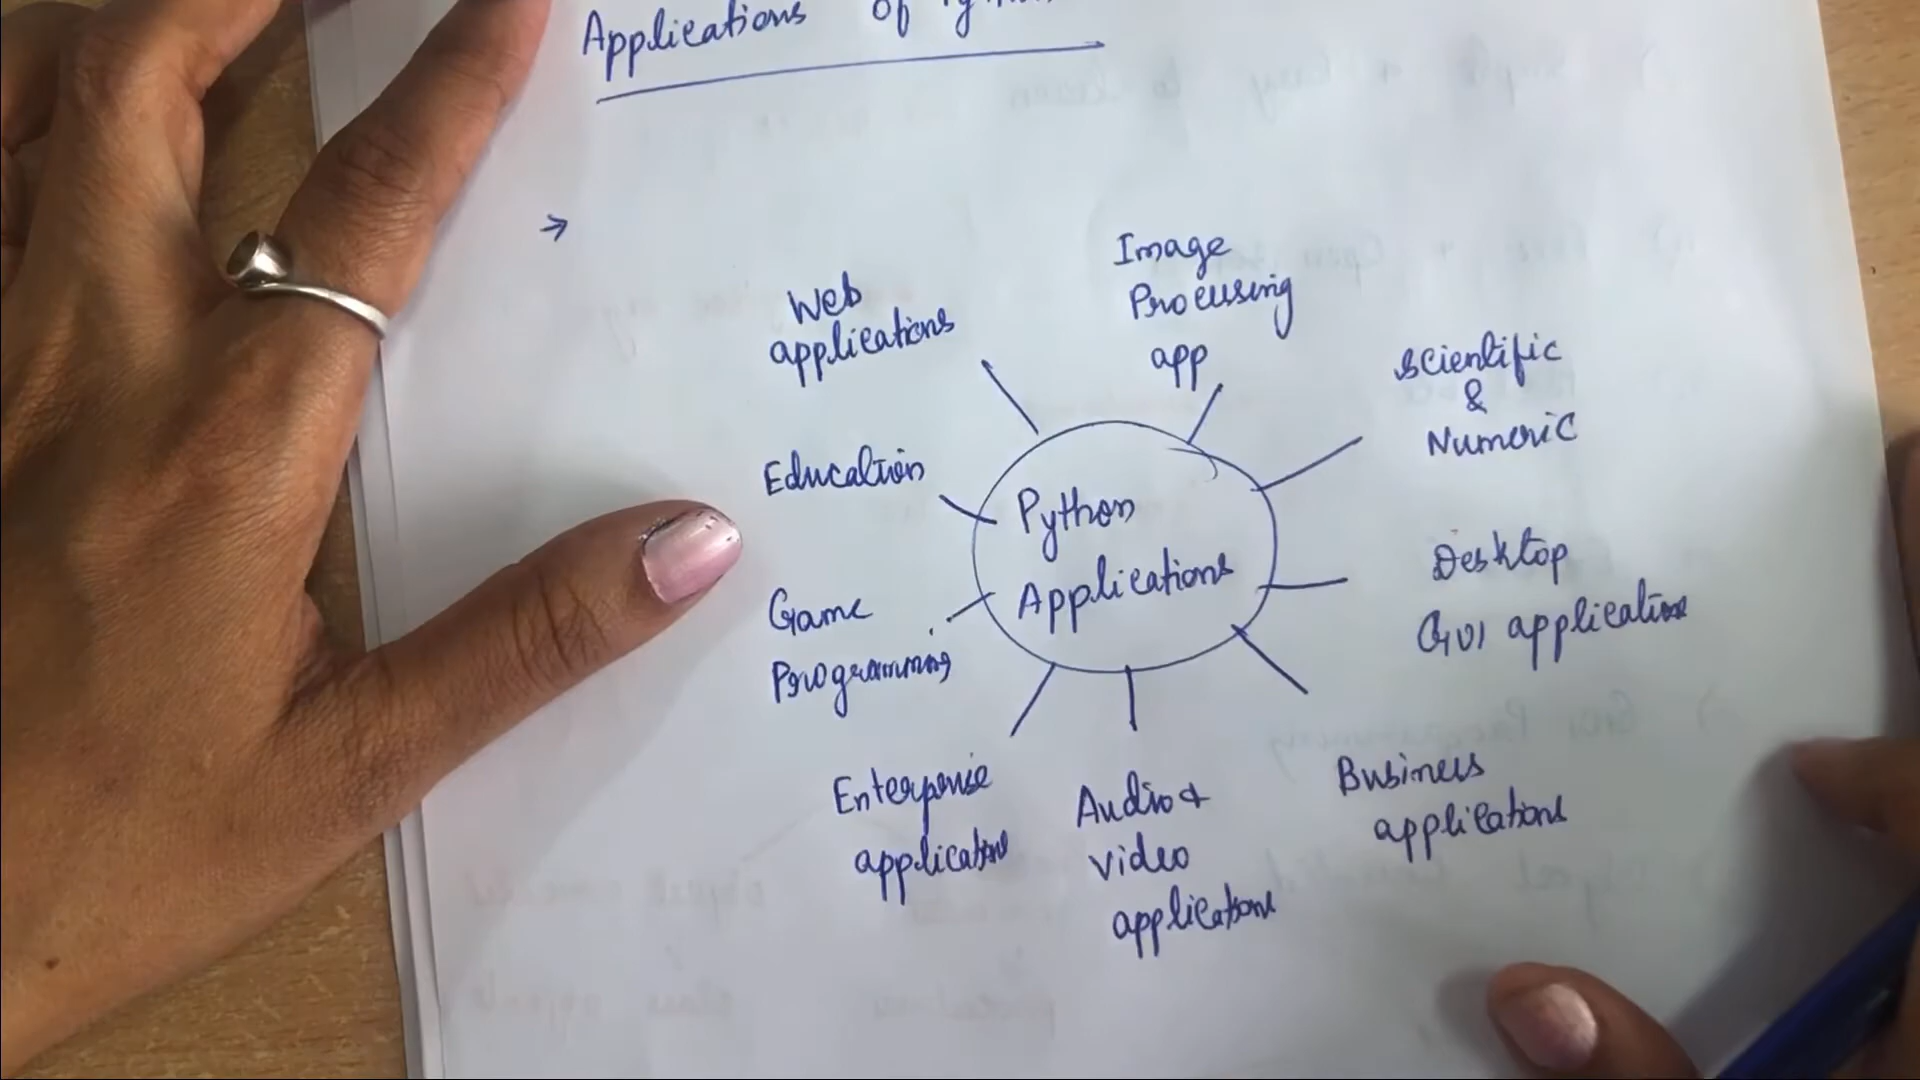 Applications of
Web
applications
Image
Processing
app
Scientific
&
Numeric
Education
Python
Applications
Desktop
GUI applications
Game
Programming
Enterprise
applications
Audio &
video
applications
Business
applications